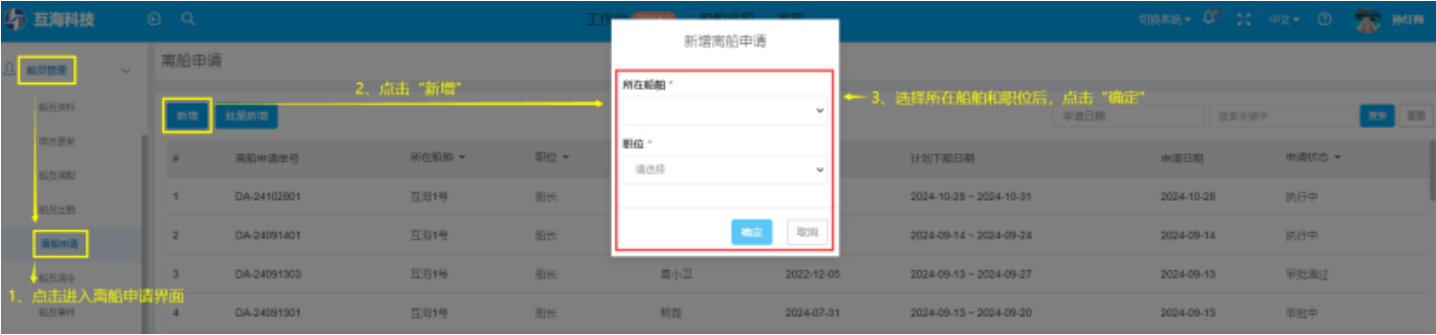 互海科技
切换系统
中文
船员管理
离船申请
船员资料
船员调配
船员出勤
离船申请
船员调令
船员事件
1、点击进入离船申请界面
2、点击“新增”
新增
批量新增
申请日期
搜索关键字
搜索
重置
# 离船申请单号 所在船舶 职位 计划下船日期 申请日期 申请状态
1 DA-24102801 互海1号 船长 2024-10-28 ~ 2024-10-31 2024-10-28 执行中
2 DA-24091401 互海1号 船长 2024-09-14 ~ 2024-09-24 2024-09-14 执行中
3 DA-24091303 互海1号 船长 葛小卫 2022-12-05 2024-09-13 ~ 2024-09-27 2024-09-13 审批通过
4 DA-24091301 互海1号 船长 2024-07-31 2024-09-13 ~ 2024-09-20 2024-09-13 审批中
新增离船申请
所在船舶 *
职位 *
请选择
确定
取消
3、选择所在船舶和职位后，点击“确定”